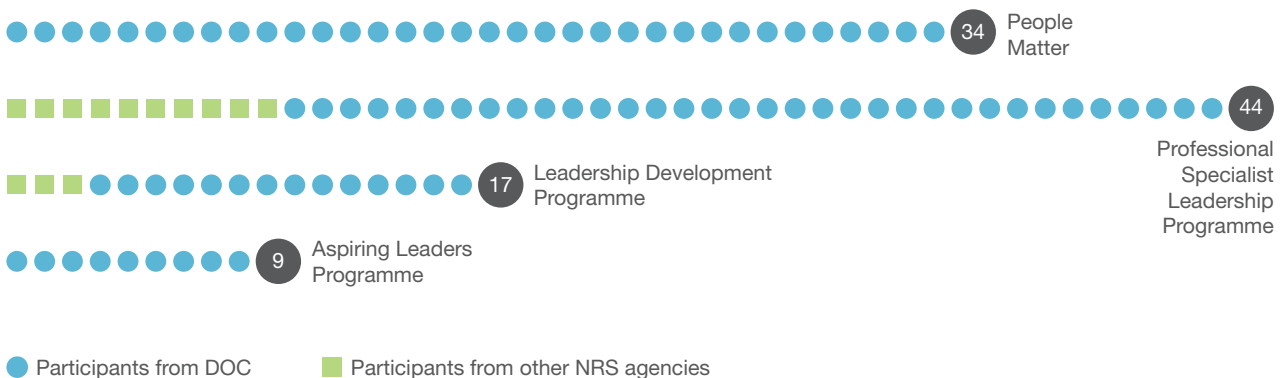 34
People
Matter
44
Professional
Specialist
Leadership
Programme
17
Leadership Development
Programme
9
Aspiring Leaders
Programme
Participants from DOC
Participants from other NRS agencies